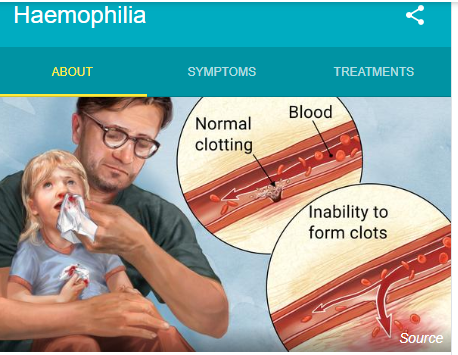 Haemophilia
ABOUT
SYMPTOMS
TREATMENTS
Normal
clotting
Blood
Inability to
form clots
Source